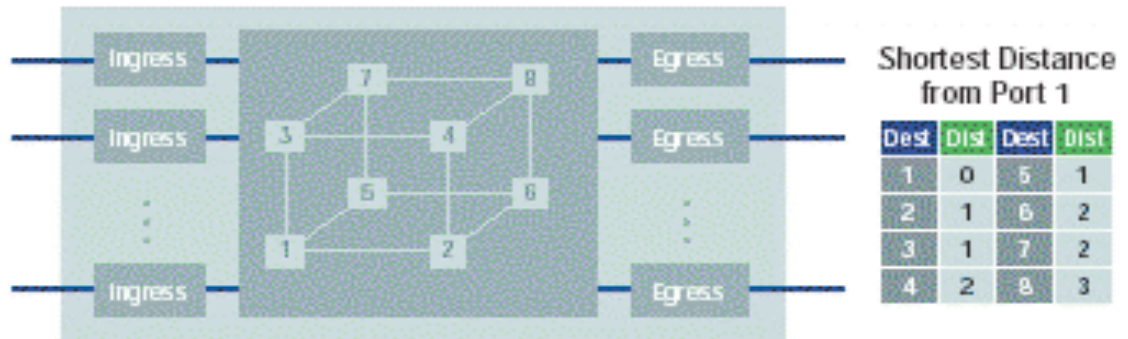 Ingress
Egress
Ingress
Egress
Ingress
Egress
7
8
3
4
5
6
1
2
Shortest Distance
from Port 1
Dest Dist Dest Dist
1 0 5 1
2 1 6 2
3 1 7 2
4 2 8 3